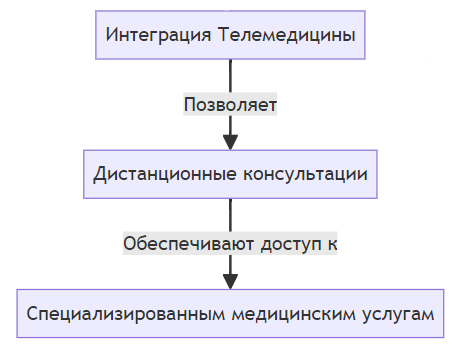 Интеграция Телемедицины
Позволяет
Дистанционные консультации
Обеспечивают доступ к
Специализированным медицинским услугам